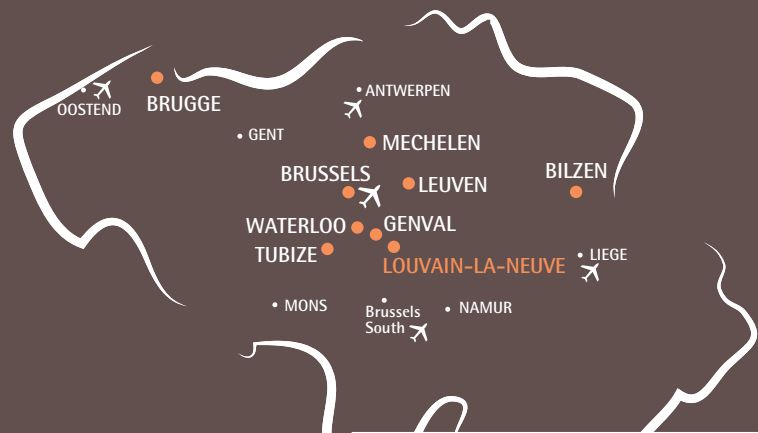 OOSTEND
BRUGGE
ANTWERPEN
GENT
MECHELEN
BRUSSELS
LEUVEN
BILZEN
WATERLOO
GENVAL
TUBIZE
LOUVAIN-LA-NEUVE
LIEGE
MONS
Brussels
South
NAMUR